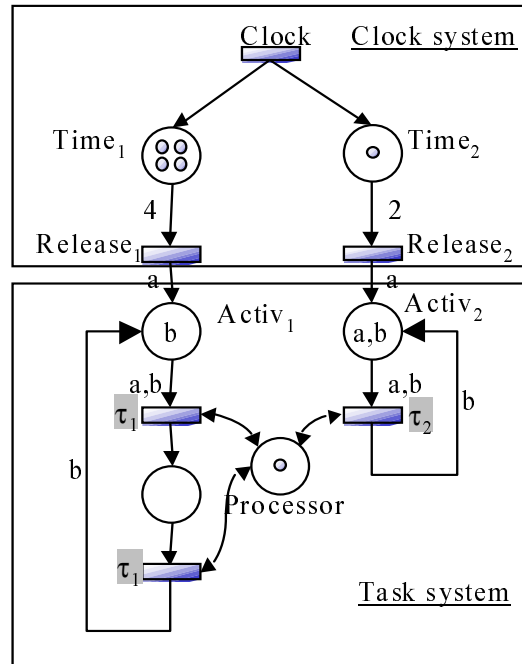 Clock
Clock system
Time₁
Time₂
4
2
Release₁
Release₂
a
a
Activ₁
Activ₂
b
a,b
a,b
a,b
τ₁
τ₂
b
b
Processor
τ₁
Task system